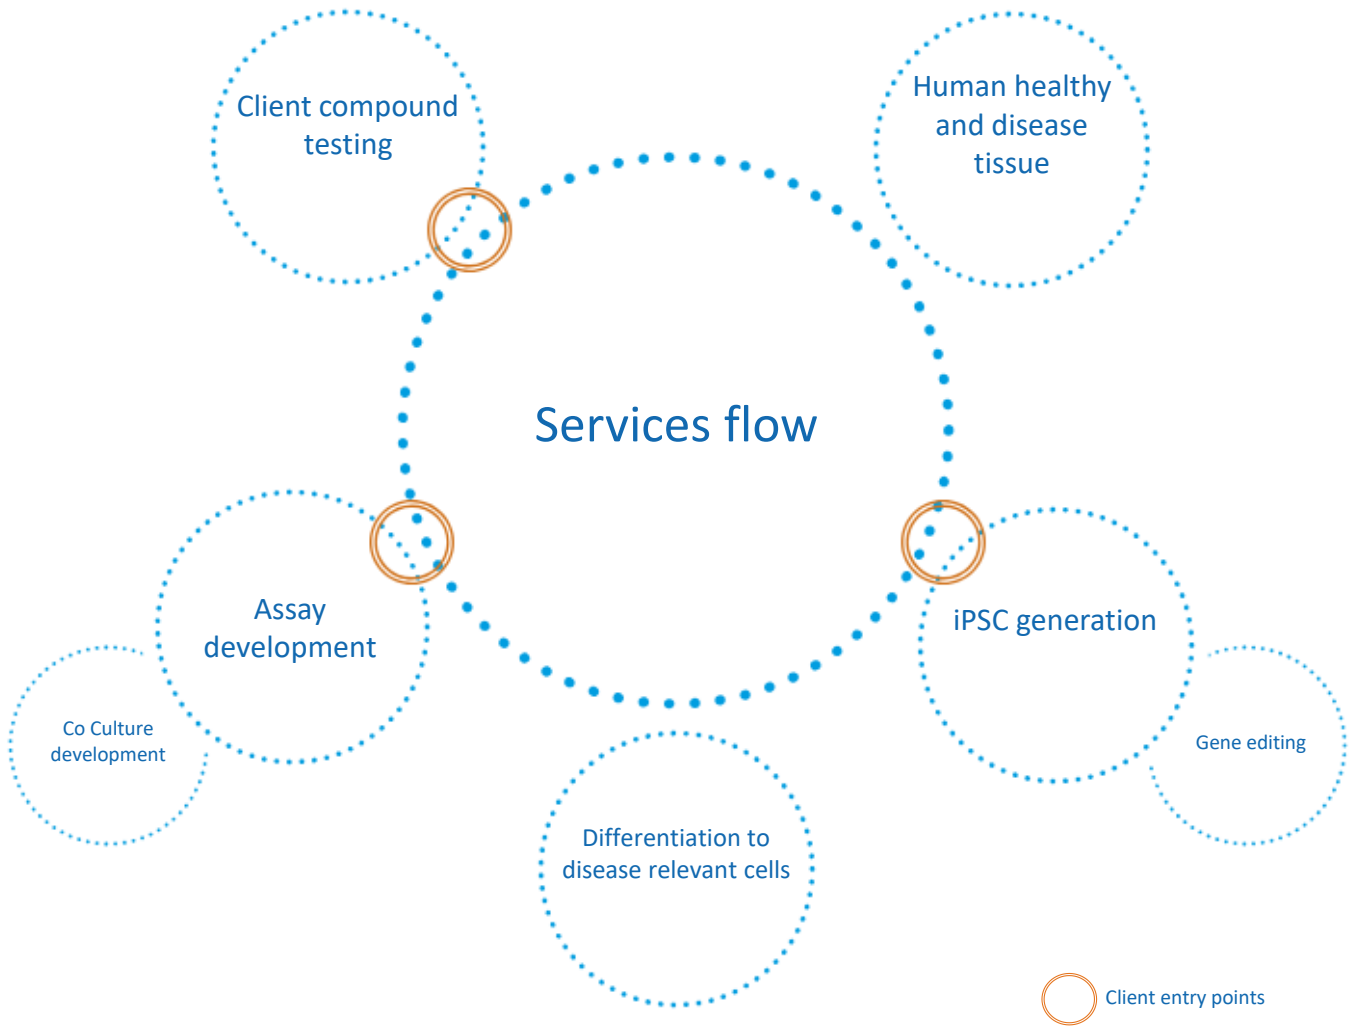 Client compound
testing
Human healthy
and disease
tissue
Services flow
Assay
development
iPSC generation
Co Culture
development
Gene editing
Differentiation to
disease relevant cells
Client entry points